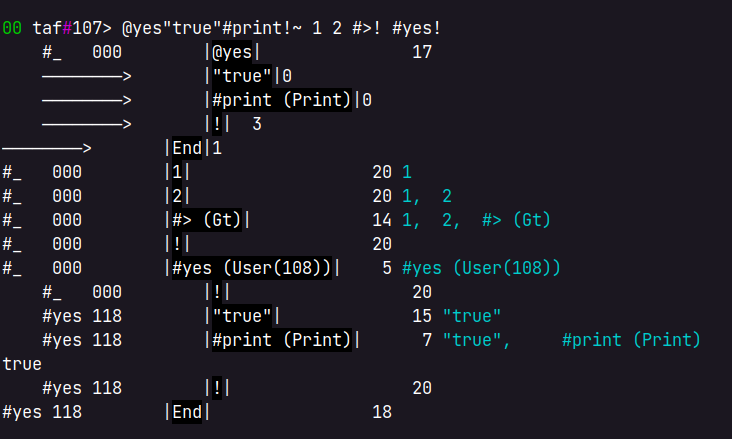 00 taf#107> @yes"true"#print!~ 1 2 #>! #yes!
#_ 000 |@yes| 17
————————> |"true"|0
————————> |#print (Print)|0
————————> |!| 3
————————> |End|1
#_ 000 |1| 20 1
#_ 000 |2| 20 1, 2
#_ 000 |#> (Gt)| 14 1, 2, #> (Gt)
#_ 000 |!| 20
#_ 000 |#yes (User(108))| 5 #yes (User(108))
#_ 000 |!| 20
#yes 118 |"true"| 15 "true"
#yes 118 |#print (Print)| 7 "true", #print (Print)
true
#yes 118 |!| 20
#yes 118 |End| 18